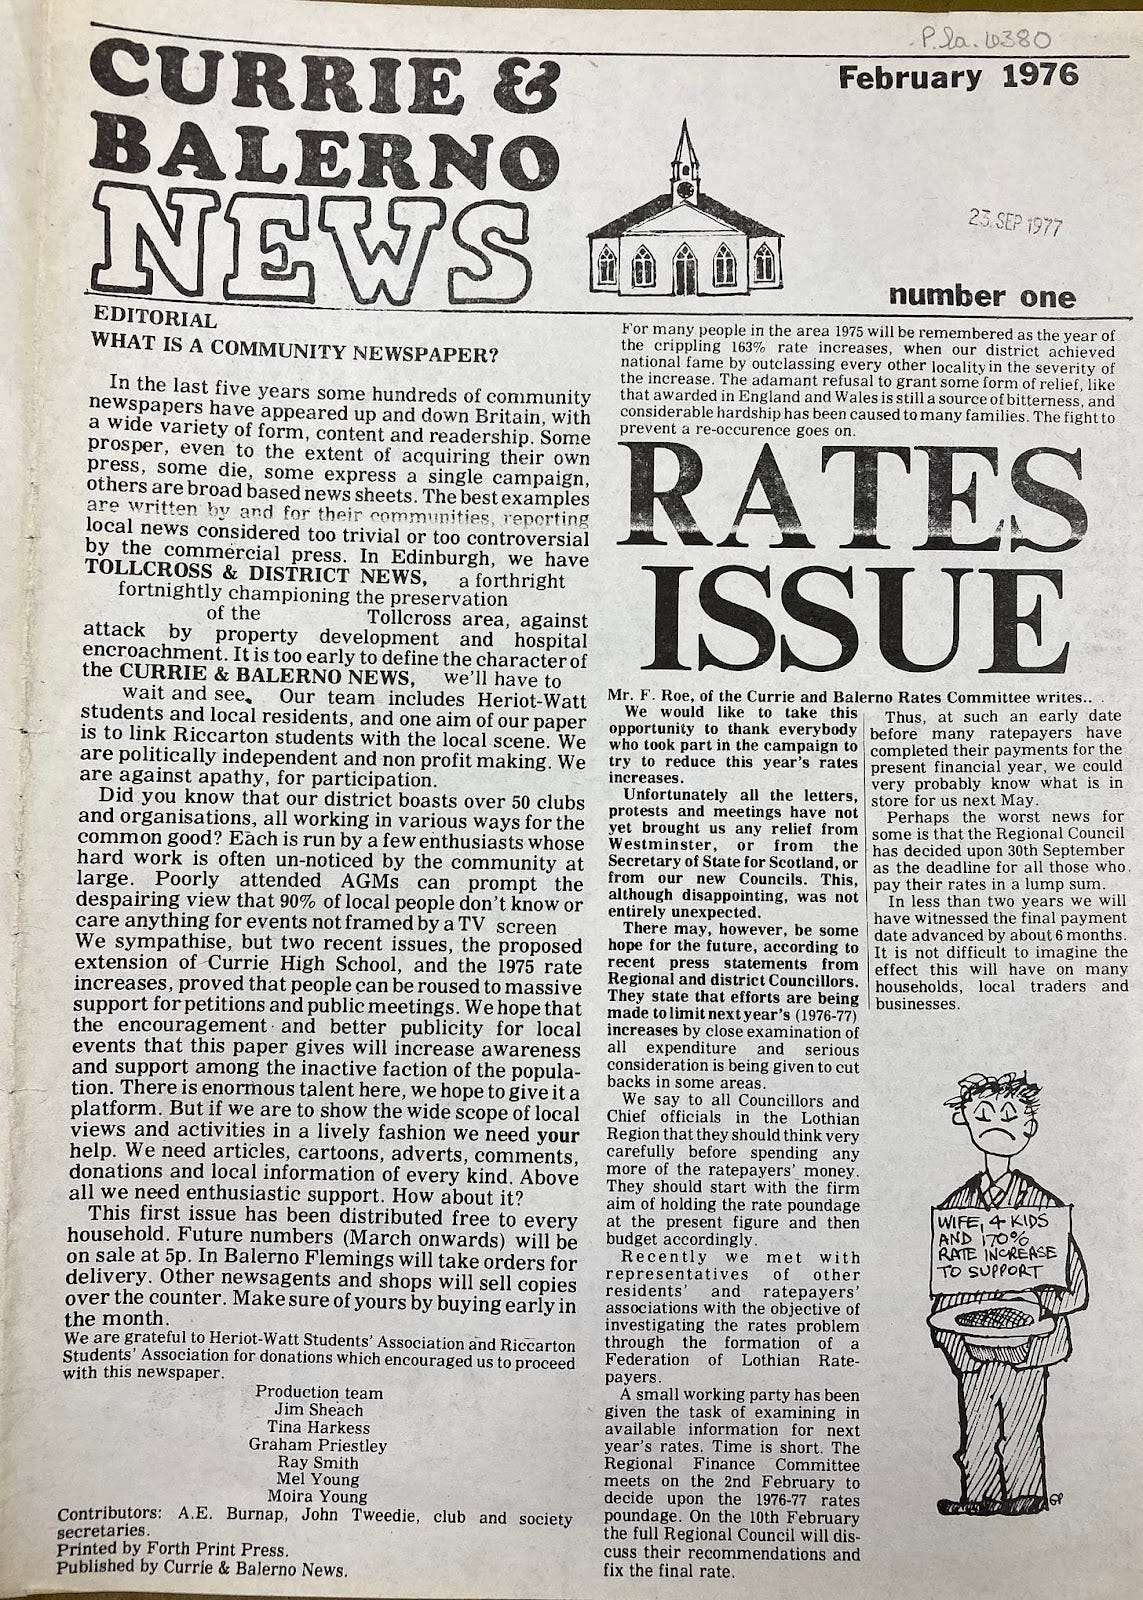 P.la.6380
CURRIE &
BALERNO
NEWS
February 1976
23. SEP 1977
number one
EDITORIAL
WHAT IS A COMMUNITY NEWSPAPER?
In the last five years some hundreds of community
newspapers have appeared up and down Britain, with
a wide variety of form, content and readership. Some
prosper, even to the extent of acquiring their own
press, some die, some express a single campaign,
others are broad based news sheets. The best examples
are written by and for their communities, reporting
local news considered too trivial or too controversial
by the commercial press. In Edinburgh, we have
TOLLCROSS & DISTRICT NEWS, a forthright
fortnightly championing the preservation
of the Tollcross area, against
attack by property development and hospital
encroachment. It is too early to define the character of
the CURRIE & BALERNO NEWS, we'll have to
wait and see. Our team includes Heriot-Watt
students and local residents, and one aim of our paper
is to link Riccarton students with the local scene. We
are politically independent and non profit making. We
are against apathy, for participation.
Did you know that our district boasts over 50 clubs
and organisations, all working in various ways for the
common good? Each is run by a few enthusiasts whose
hard work is often un-noticed by the community at
large. Poorly attended AGMs can prompt the
despairing view that 90% of local people don't know or
care anything for events not framed by a TV screen
We sympathise, but two recent issues, the proposed
extension of Currie High School, and the 1975 rate
increases, proved that people can be roused to massive
support for petitions and public meetings. We hope that
the encouragement and better publicity for local
events that this paper gives will increase awareness
and support among the inactive faction of the popula-
tion. There is enormous talent here, we hope to give it a
platform. But if we are to show the wide scope of local
views and activities in a lively fashion we need your
help. We need articles, cartoons, adverts, comments,
donations and local information of every kind. Above
all we need enthusiastic support. How about it?
This first issue has been distributed free to every
household. Future numbers (March onwards) will be
on sale at 5p. In Balerno Flemings will take orders for
delivery. Other newsagents and shops will sell copies
over the counter. Make sure of yours by buying early in
the month.
We are grateful to Heriot-Watt Students' Association and Riccarton
Students' Association for donations which encouraged us to proceed
with this newspaper.
Production team
Jim Sheach
Tina Harkess
Graham Priestley
Ray Smith
Mel Young
Moira Young
Contributors: A.E. Burnap, John Tweedie, club and society
secretaries.
Printed by Forth Print Press.
Published by Currie & Balerno News.
For many people in the area 1975 will be remembered as the year of
the crippling 163% rate increases, when our district achieved
national fame by outclassing every other locality in the severity of
the increase. The adamant refusal to grant some form of relief, like
that awarded in England and Wales is still a source of bitterness, and
considerable hardship has been caused to many families. The fight to
prevent a re-occurence goes on.
RATES
ISSUE
Mr. F. Roe, of the Currie and Balerno Rates Committee writes...
We would like to take this
opportunity to thank everybody
who took part in the campaign to
try to reduce this year's rates
increases.
Unfortunately all the letters,
protests and meetings have not
yet brought us any relief from
Westminster, or from the
Secretary of State for Scotland, or
from our new Councils. This,
although disappointing, was not
entirely unexpected.
There may, however, be some
hope for the future, according to
recent press statements from
Regional and district Councillors.
They state that efforts are being
made to limit next year's (1976-77)
increases by close examination of
all expenditure and serious
consideration is being given to cut
backs in some areas.
We say to all Councillors and
Chief officials in the Lothian
Region that they should think very
carefully before spending any
more of the ratepayers' money.
They should start with the firm
aim of holding the rate poundage
at the present figure and then
budget accordingly.
Recently we met with
representatives of other
residents' and ratepayers'
associations with the objective of
investigating the rates problem
through the formation of a
Federation of Lothian Rate-
payers.
A small working party has been
given the task of examining in
available information for next
year's rates. Time is short. The
Regional Finance Committee
meets on the 2nd February to
decide upon the 1976-77 rates
poundage. On the 10th February
the full Regional Council will dis-
cuss their recommendations and
fix the final rate.
Thus, at such an early date
before many ratepayers have
completed their payments for the
present financial year, we could
very probably know what is in
store for us next May.
Perhaps the worst news for
some is that the Regional Council
has decided upon 30th September
as the deadline for all those who
pay their rates in a lump sum.
In less than two years we will
have witnessed the final payment
date advanced by about 6 months.
It is not difficult to imagine the
effect this will have on many
households, local traders and
businesses.
WIFE, 4 KIDS
AND 170%
RATE INCREASE
TO SUPPORT
GP